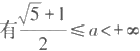 有$\frac{\sqrt{5}+1}{2} \leqslant a < +\infty$